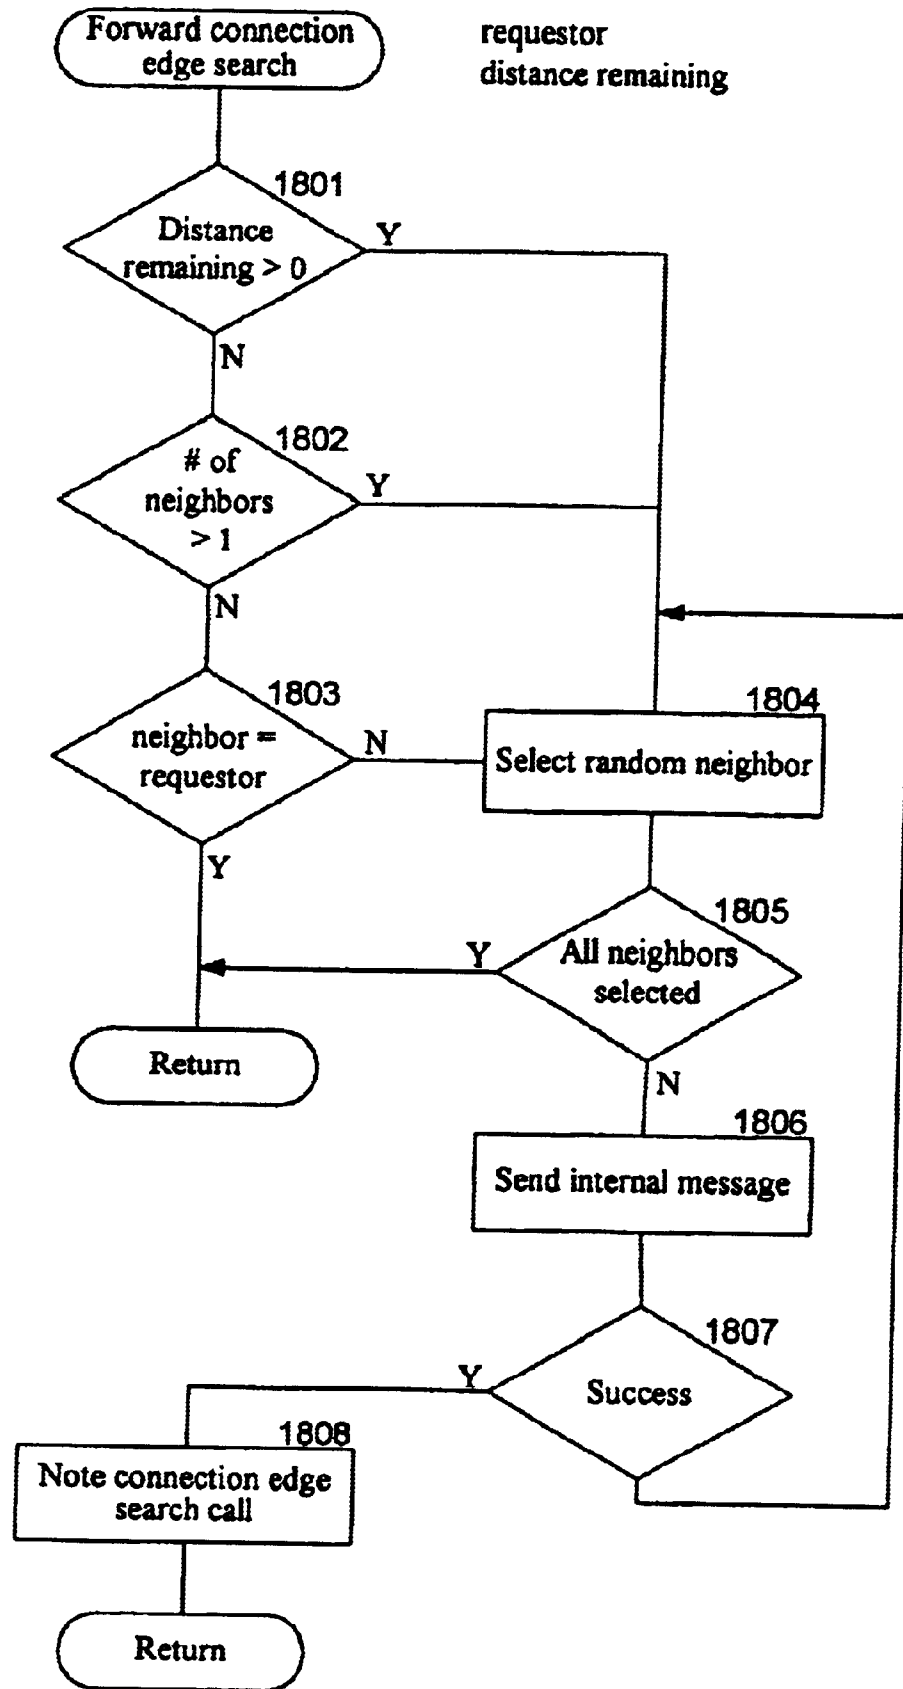 Forward connection
edge search
requestor
distance remaining
1801
Distance
remaining > 0
Y
N
1802
# of
neighbors
> 1
Y
N
1803
neighbor =
requestor
N
Y
1804
Select random neighbor
1805
All neighbors
selected
Y
N
Return
1806
Send internal message
1807
Success
Y
1808
Note connection edge
search call
Return